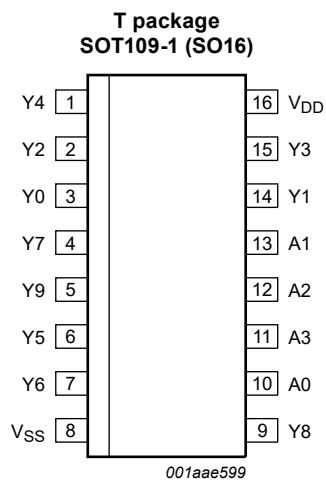 T package
SOT109-1 (SO16)
Y4 1 16 VDD
Y2 2 15 Y3
Y0 3 14 Y1
Y7 4 13 A1
Y9 5 12 A2
Y5 6 11 A3
Y6 7 10 A0
VSS 8 9 Y8
001aae599